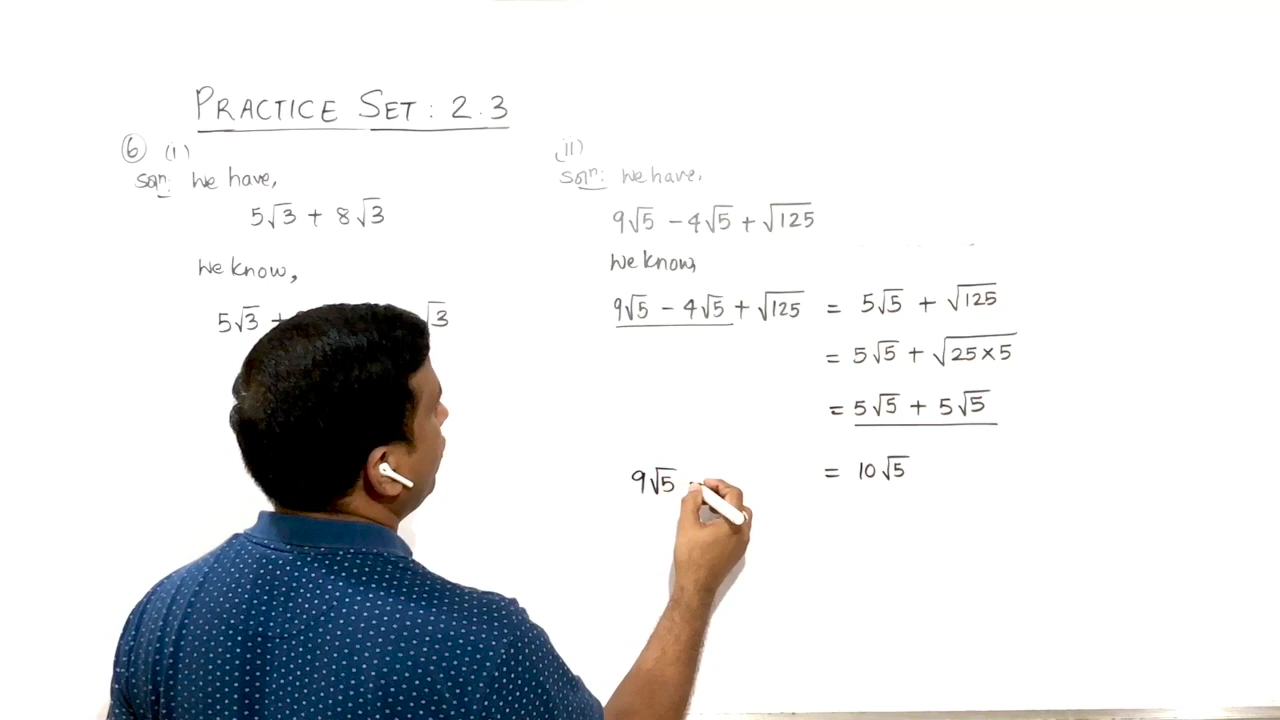 PRACTICE SET : 2.3
⑥ (i)
Solⁿ: We have,
5√3 + 8√3
We know,
5√3 + √3
(ii)
Solⁿ: We have,
9√5 − 4√5 + √125
We know,
9√5 − 4√5 + √125 = 5√5 + √125
= 5√5 + √25×5
= 5√5 + 5√5
9√5 - = 10√5